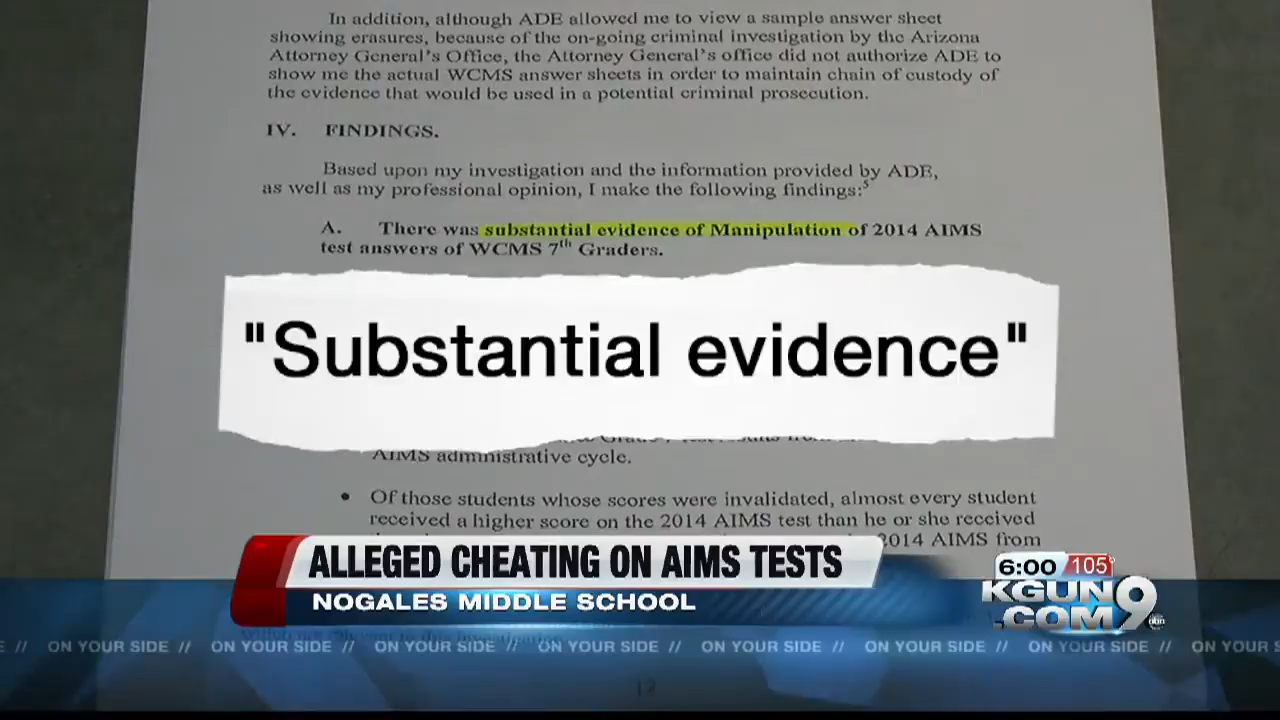 In addition, although ADE allowed me to view a sample answer sheet
showing erasures, because of the on-going criminal investigation by the Arizona
Attorney General's Office, the Attorney General's office did not authorize ADE to
show me the actual WCMS answer sheets in order to maintain chain of custody of
the evidence that would be used in a potential criminal prosecution.
IV. FINDINGS.
Based upon my investigation and the information provided by ADE,
as well as my professional opinion, I make the following findings:5
A. There was substantial evidence of Manipulation of 2014 AIMS
test answers of WCMS 7th Graders.
"Substantial evidence"
AIMS administrative cycle.
• Of those students whose scores were invalidated, almost every student
received a higher score on the 2014 AIMS test than he or she received
2014 AIMS from
ALLEGED CHEATING ON AIMS TESTS
NOGALES MIDDLE SCHOOL
6:00 105°
KGUN9
.COM abc
E // ON YOUR SIDE // ON YOUR SIDE // ON YOUR SIDE // ON YOUR SIDE // ON YOUR SIDE // ON YOUR SIDE // ON YOUR SIDE // ON YOUR S